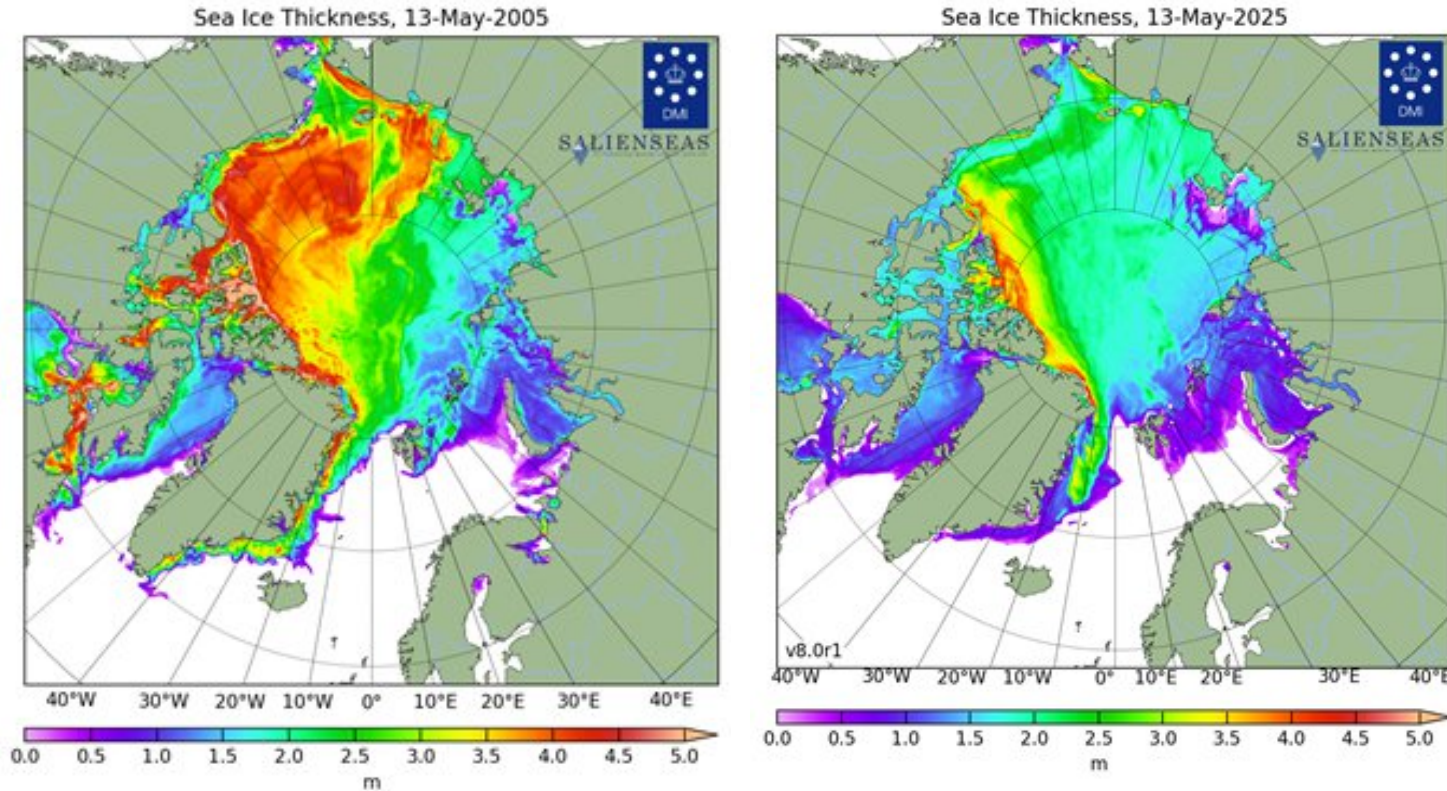 Sea Ice Thickness, 13-May-2005
DMI
SALIENSEAS
40°W 30°W 20°W 10°W 0° 10°E 20°E 30°E 40°E
0.0 0.5 1.0 1.5 2.0 2.5 3.0 3.5 4.0 4.5 5.0
m
Sea Ice Thickness, 13-May-2025
DMI
SALIENSEAS
v8.0r1
40°W 30°W 20°W 10°W 0° 10°E 20°E 30°E 40°E
0.0 0.5 1.0 1.5 2.0 2.5 3.0 3.5 4.0 4.5 5.0
m